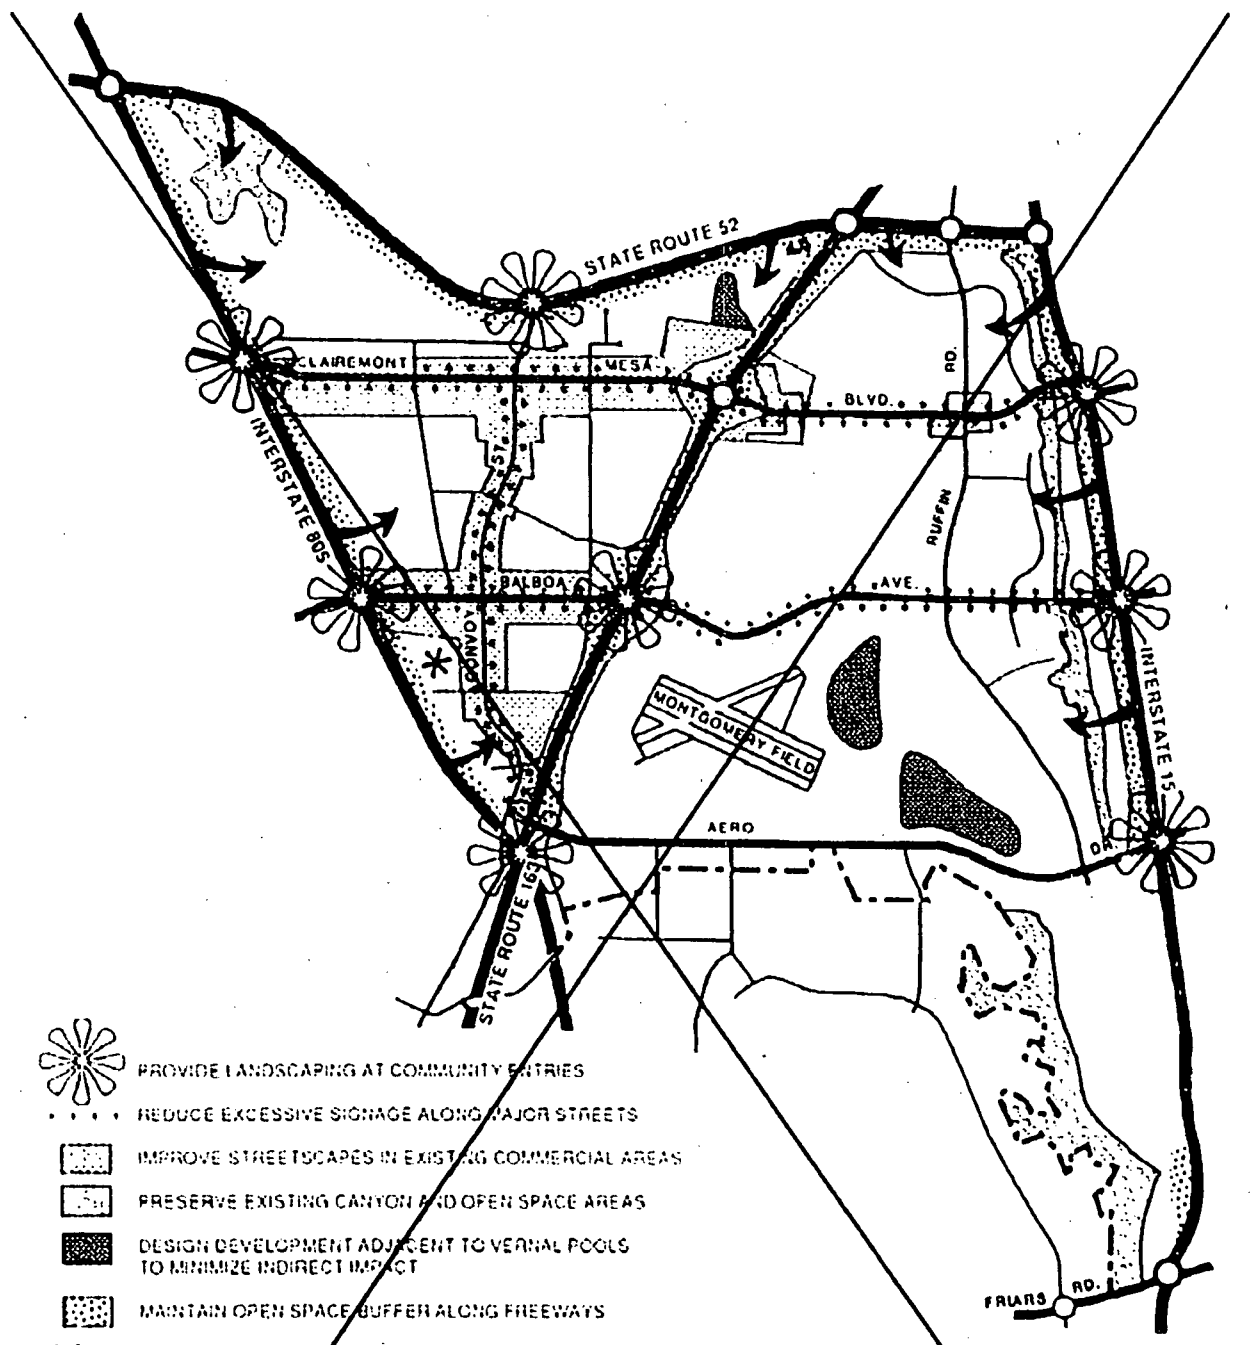 STATE ROUTE 52
CLAIREMONT MESA
BLVD.
RD.
INTERSTATE 805
ST.
RUFFIN
BALBOA
AVE.
CONVOY
MONTGOMERY FIELD
INTERSTATE 15
AERO
DR.
STATE ROUTE 163
PROVIDE LANDSCAPING AT COMMUNITY ENTRIES
REDUCE EXCESSIVE SIGNAGE ALONG MAJOR STREETS
IMPROVE STREETSCAPES IN EXISTING COMMERCIAL AREAS
PRESERVE EXISTING CANYON AND OPEN SPACE AREAS
DESIGN DEVELOPMENT ADJACENT TO VERNAL POOLS
TO MINIMIZE INDIRECT IMPACT
MAINTAIN OPEN SPACE BUFFER ALONG FREEWAYS
FRIARS RD.